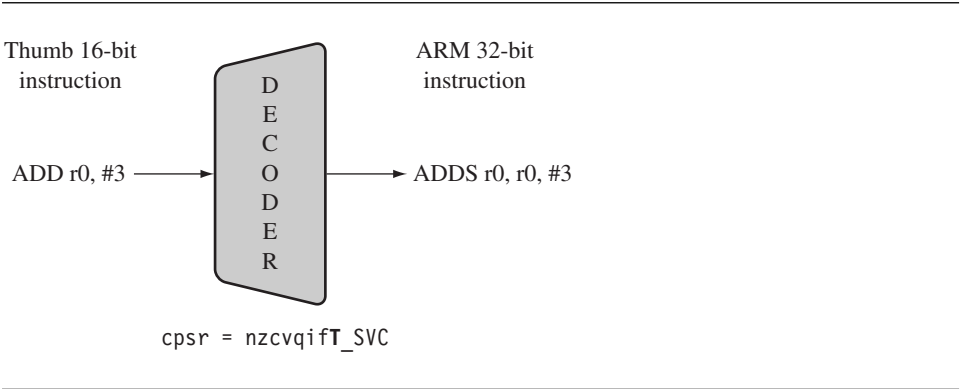 Thumb 16-bit
instruction
ARM 32-bit
instruction
ADD r0, #3
D
E
C
O
D
E
R
ADDS r0, r0, #3
cpsr = nzcvqifT_SVC